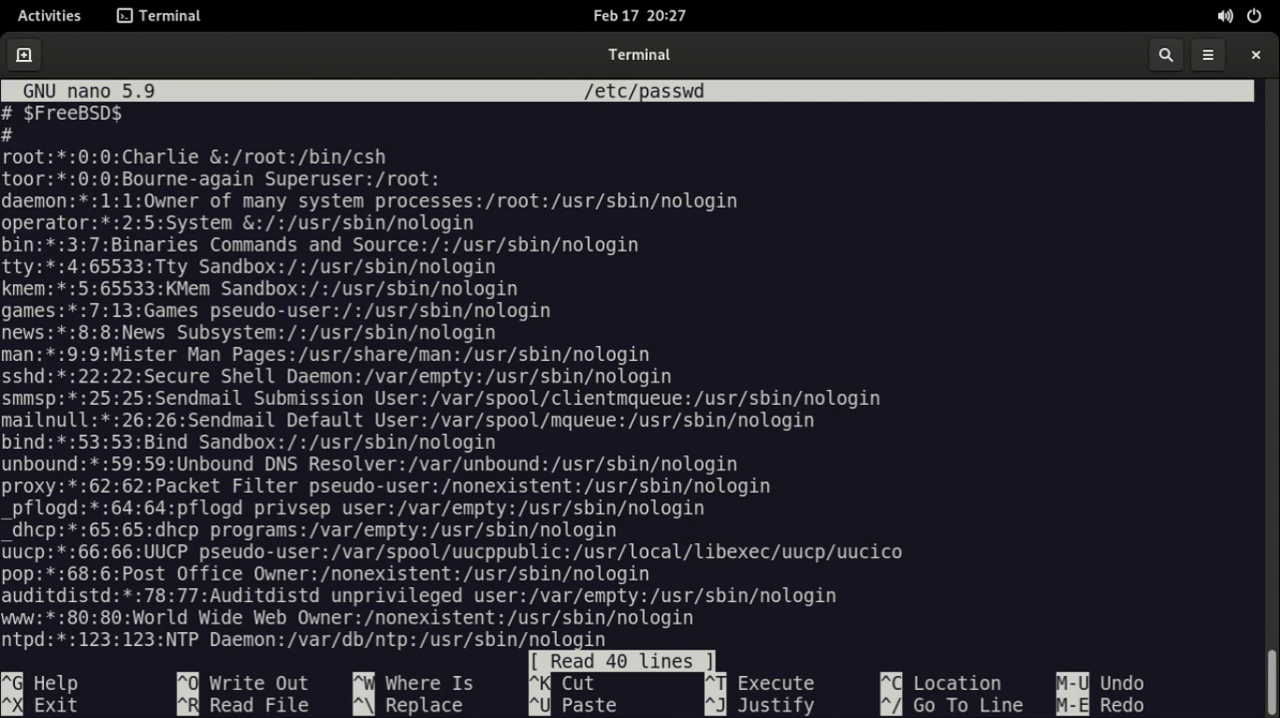 Activities Terminal Feb 17 20:27
Terminal
GNU nano 5.9 /etc/passwd
# $FreeBSD$
#
root:*:0:0:Charlie &:/root:/bin/csh
toor:*:0:0:Bourne-again Superuser:/root:
daemon:*:1:1:Owner of many system processes:/root:/usr/sbin/nologin
operator:*:2:5:System &:/:/usr/sbin/nologin
bin:*:3:7:Binaries Commands and Source:/:/usr/sbin/nologin
tty:*:4:65533:Tty Sandbox:/:/usr/sbin/nologin
kmem:*:5:65533:KMem Sandbox:/:/usr/sbin/nologin
games:*:7:13:Games pseudo-user:/:/usr/sbin/nologin
news:*:8:8:News Subsystem:/:/usr/sbin/nologin
man:*:9:9:Mister Man Pages:/usr/share/man:/usr/sbin/nologin
sshd:*:22:22:Secure Shell Daemon:/var/empty:/usr/sbin/nologin
smmsp:*:25:25:Sendmail Submission User:/var/spool/clientmqueue:/usr/sbin/nologin
mailnull:*:26:26:Sendmail Default User:/var/spool/mqueue:/usr/sbin/nologin
bind:*:53:53:Bind Sandbox:/:/usr/sbin/nologin
unbound:*:59:59:Unbound DNS Resolver:/var/unbound:/usr/sbin/nologin
proxy:*:62:62:Packet Filter pseudo-user:/nonexistent:/usr/sbin/nologin
_pflogd:*:64:64:pflogd privsep user:/var/empty:/usr/sbin/nologin
_dhcp:*:65:65:dhcp programs:/var/empty:/usr/sbin/nologin
uucp:*:66:66:UUCP pseudo-user:/var/spool/uucppublic:/usr/local/libexec/uucp/uucico
pop:*:68:6:Post Office Owner:/nonexistent:/usr/sbin/nologin
auditdistd:*:78:77:Auditdistd unprivileged user:/var/empty:/usr/sbin/nologin
www:*:80:80:World Wide Web Owner:/nonexistent:/usr/sbin/nologin
ntpd:*:123:123:NTP Daemon:/var/db/ntp:/usr/sbin/nologin
[ Read 40 lines ]
^G Help ^O Write Out ^W Where Is ^K Cut ^T Execute ^C Location M-U Undo
^X Exit ^R Read File ^\ Replace ^U Paste ^J Justify ^/ Go To Line M-E Redo